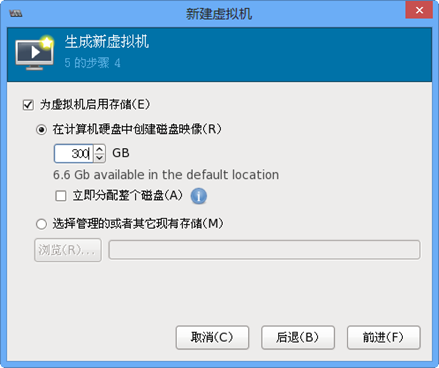 新建虚拟机
生成新虚拟机
5 的步骤 4
为虚拟机启用存储(E)
在计算机硬盘中创建磁盘映像(R)
300 GB
6.6 Gb available in the default location
立即分配整个磁盘(A)
选择管理的或者其它现有存储(M)
浏览(R)...
取消(C) 后退(B) 前进(F)